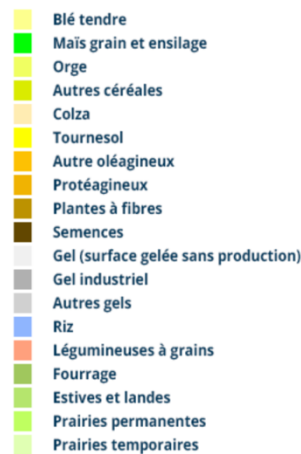 Blé tendre
Maïs grain et ensilage
Orge
Autres céréales
Colza
Tournesol
Autre oléagineux
Protéagineux
Plantes à fibres
Semences
Gel (surface gelée sans production)
Gel industriel
Autres gels
Riz
Légumineuses à grains
Fourrage
Estives et landes
Prairies permanentes
Prairies temporaires